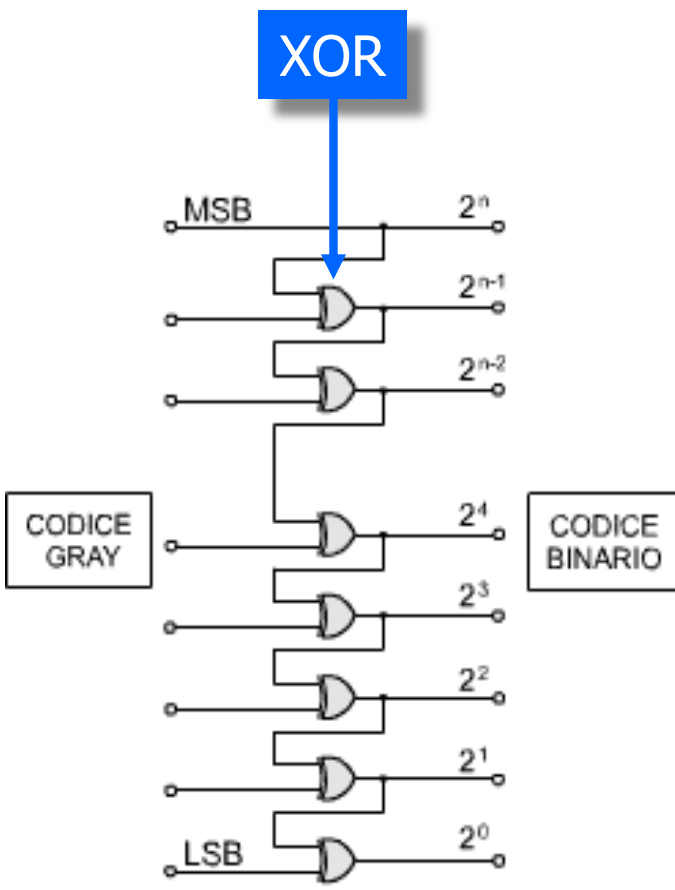 XOR
MSB
2ⁿ
2ⁿ⁻¹
2ⁿ⁻²
CODICE
GRAY
2⁴
CODICE
BINARIO
2³
2²
2¹
LSB
2⁰